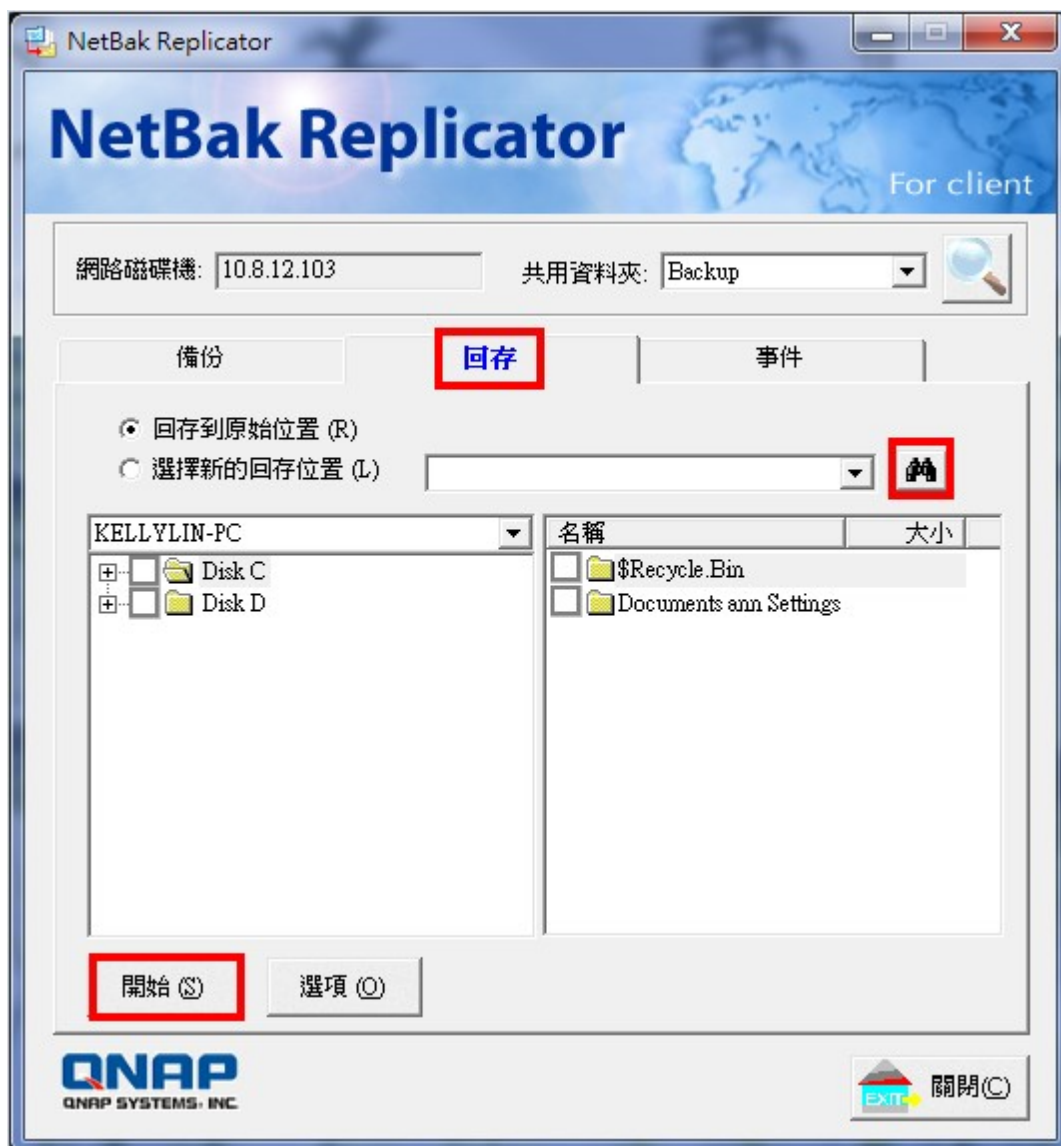 NetBak Replicator
NetBak Replicator
For client
網路磁碟機: 10.8.12.103 共用資料夾: Backup
備份 回存 事件
回存到原始位置 (R)
選擇新的回存位置 (L)
KELLYLIN-PC 名稱 大小
Disk C $Recycle.Bin
Disk D Documents ann Settings
開始 (S) 選項 (O)
QNAP
QNAP SYSTEMS, INC.
EXIT 關閉(C)